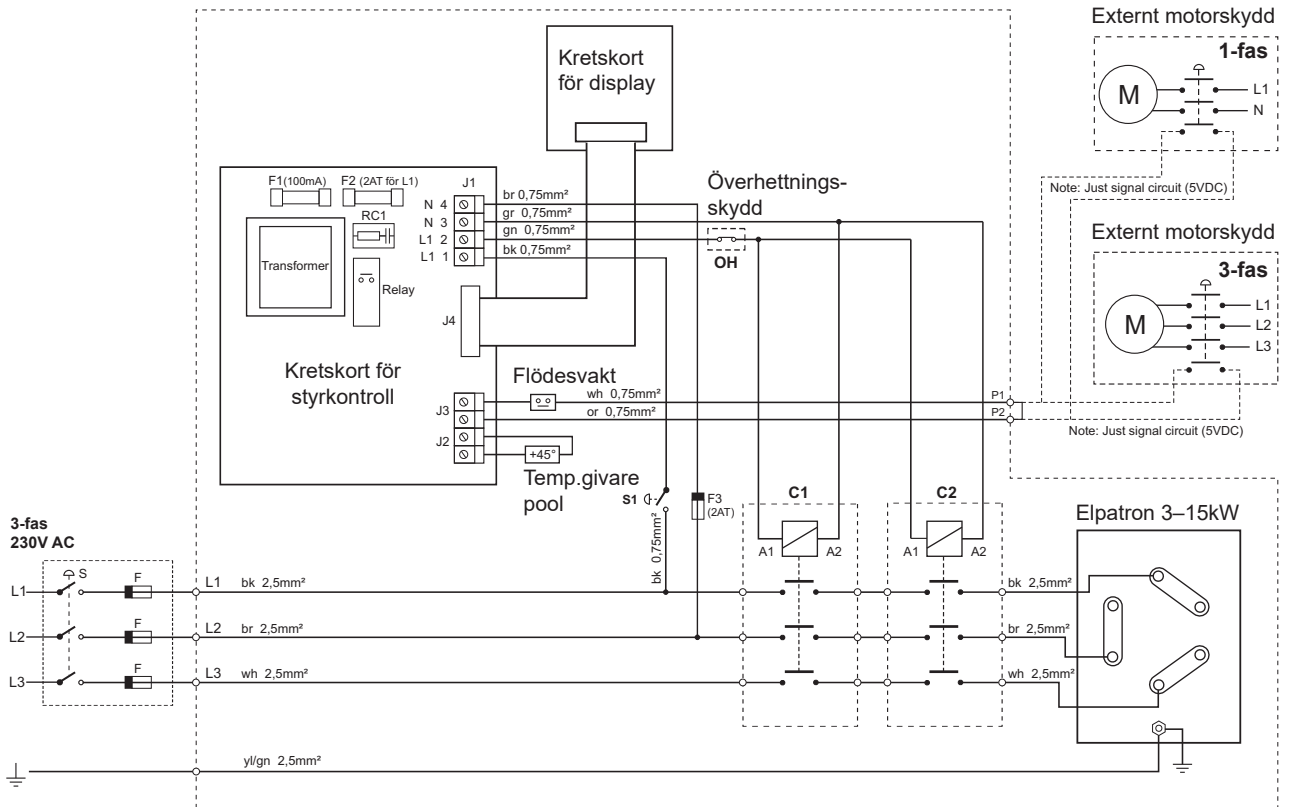 Externt motorskydd
1-fas
M
L1
N
Note: Just signal circuit (5VDC)
Externt motorskydd
3-fas
M
L1
L2
L3
Note: Just signal circuit (5VDC)
Kretskort
för display
F1(100mA)
F2 (2AT för L1)
J1
RC1
N 4
N 3
L1 2
L1 1
br 0,75mm²
gr 0,75mm²
gn 0,75mm²
bk 0,75mm²
Transformer
Relay
J4
Kretskort för
styrkontroll
J3
J2
Överhettnings-
skydd
OH
Flödesvakt
wh 0,75mm²
or 0,75mm²
P1
P2
+45°
Temp.givare
pool
S1
bk 0,75mm²
F3
(2AT)
C1
A1
A2
C2
A1
A2
Elpatron 3–15kW
3-fas
230V AC
S
L1
F
L1
bk 2,5mm²
bk 2,5mm²
L2
F
L2
br 2,5mm²
br 2,5mm²
L3
F
L3
wh 2,5mm²
wh 2,5mm²
yl/gn 2,5mm²